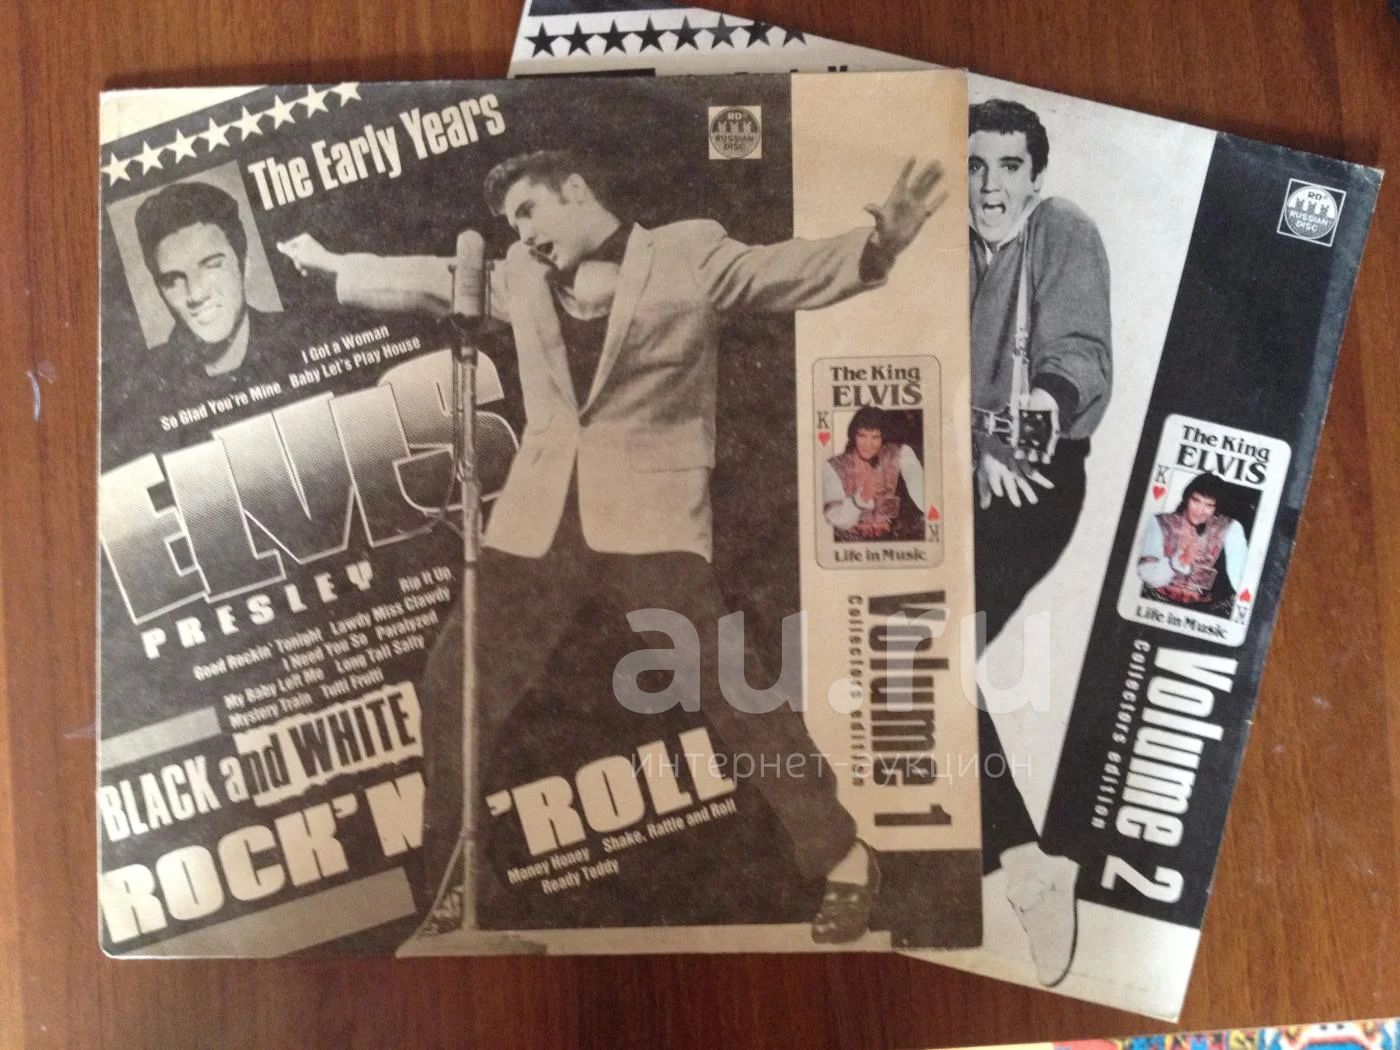 The Early Years
RD
RUSSIAN
DISC
I Got a Woman
So Glad You're Mine Baby Let's Play House
ELVIS
PRESLEY
Rip It Up
Good Rockin' Tonight Lawdy Miss Clawdy
I Need You So Paralyzed
My Baby Left Me Long Tall Sally
Mystery Train Tutti Frutti
BLACK and WHITE
ROCK'N'ROLL
Money Honey Shake, Rattle and Roll
Ready Teddy
The King
ELVIS
K
K
Life in Music
Volume 1
Collectors edition
RD
RUSSIAN
DISC
The King
ELVIS
K
K
Life in Music
Volume 2
Collectors edition
au.ru
интернет-аукцион